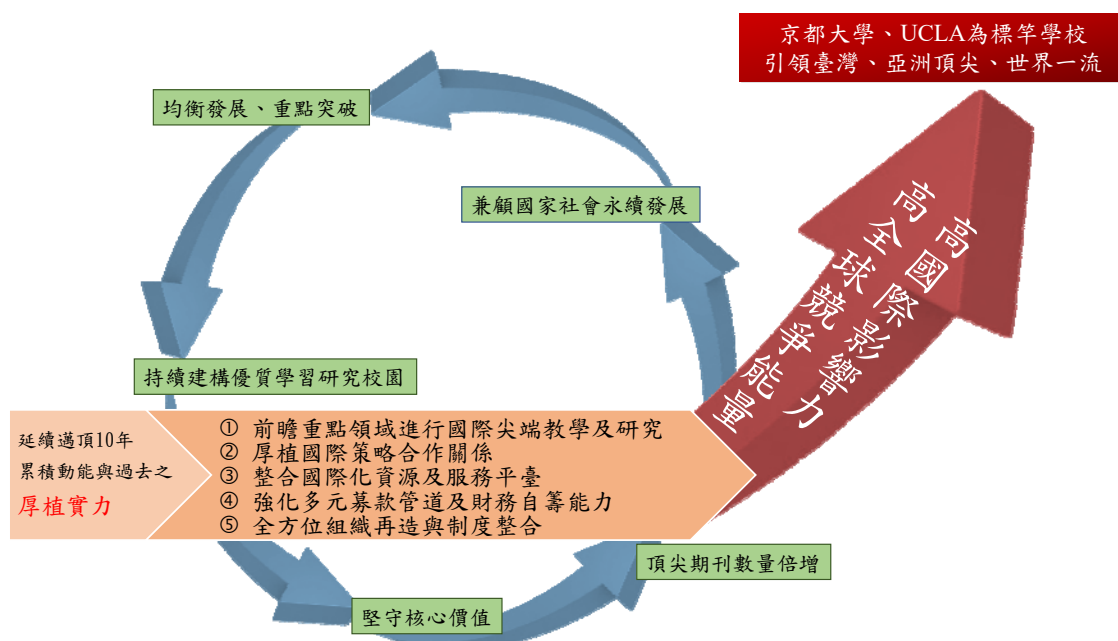 京都大學、UCLA為標竿學校
引領臺灣、亞洲頂尖、世界一流
均衡發展、重點突破
兼顧國家社會永續發展
高國際影響力
高全球競爭能量
持續建構優質學習研究校園
延續邁頂10年
累積動能與過去之
厚植實力
① 前瞻重點領域進行國際尖端教學及研究
② 厚植國際策略合作關係
③ 整合國際化資源及服務平臺
④ 強化多元募款管道及財務自籌能力
⑤ 全方位組織再造與制度整合
頂尖期刊數量倍增
堅守核心價值